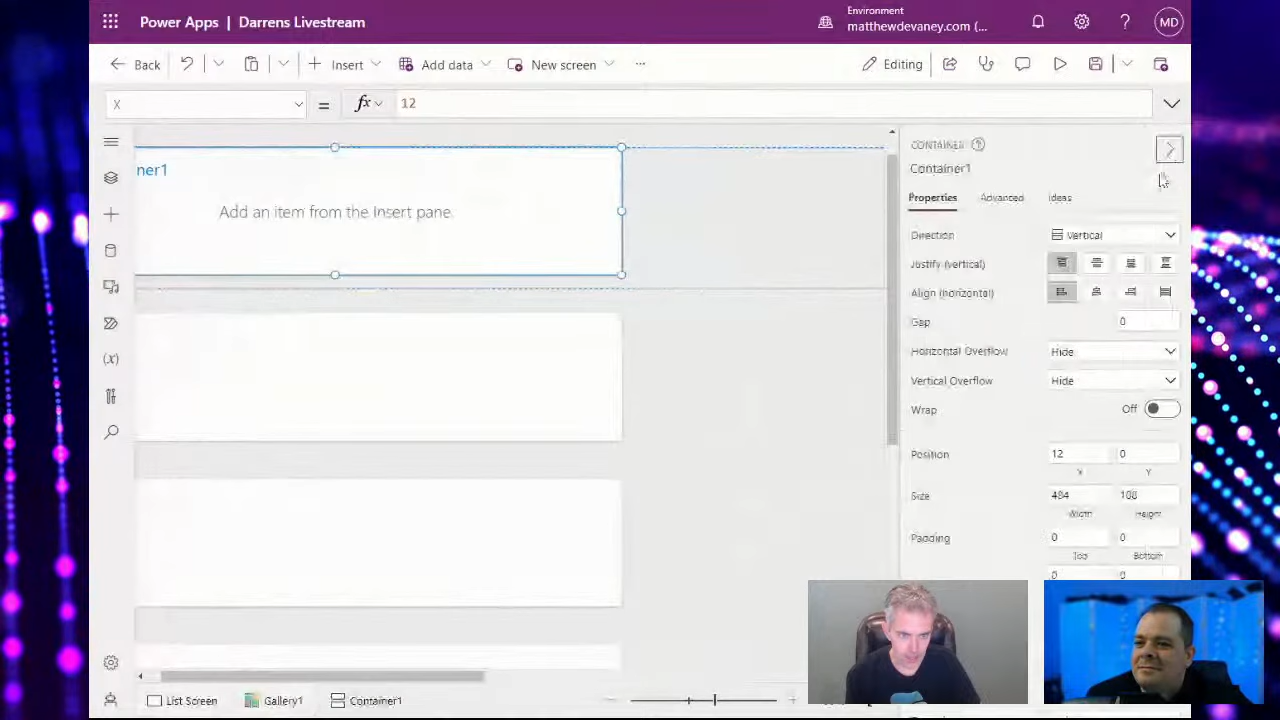 Power Apps | Darrens Livestream
Environment
matthewdevaney.com (...
MD
Back
Insert
Add data
New screen
...
Editing
X
=
fx
12
CONTAINER
Container1
Properties
Advanced
Ideas
ner1
Add an item from the Insert pane.
Direction
Vertical
Justify (vertical)
Align (horizontal)
Gap
0
Horizontal Overflow
Hide
Vertical Overflow
Hide
Wrap
Off
Position
12
0
X
Y
Size
484
108
Width
Height
Padding
0
0
Top
Bottom
0
0
List Screen
Gallery1
Container1